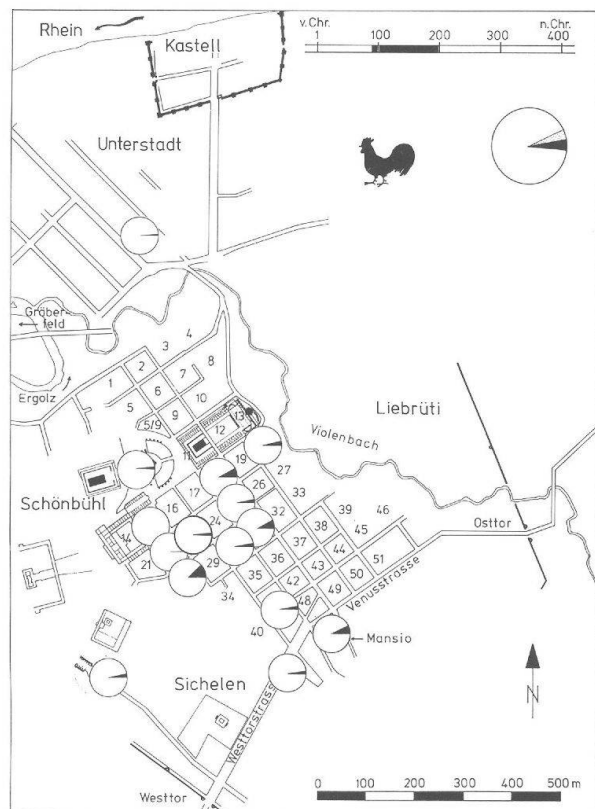 v. Chr.
n. Chr.
1
100
200
300
400
Rhein
Kastell
Unterstadt
Gräber-
feld
Ergolz
3
4
2
8
1
7
6
10
5
9
5/9
13
12
11
Liebrüti
Violenbach
19
27
Schönbühl
17
26
33
16
39
46
24
32
38
45
Osttor
14
37
44
51
21
29
36
43
50
35
42
49
34
48
Venusstrasse
40
Mansio
Sichelen
N
Westtorstrasse
Westtor
0
100
200
300
400
500 m